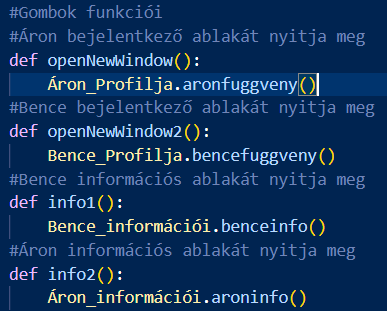 #Gombok funkciói
#Áron bejelentkező ablakát nyitja meg
def openNewWindow():
    Áron_Profilja.aronfuggveny()
#Bence bejelentkező ablakát nyitja meg
def openNewWindow2():
    Bence_Profilja.bencefuggveny()
#Bence információs ablakát nyitja meg
def info1():
    Bence_információi.benceinfo()
#Áron információs ablakát nyitja meg
def info2():
    Áron_információi.aroninfo()